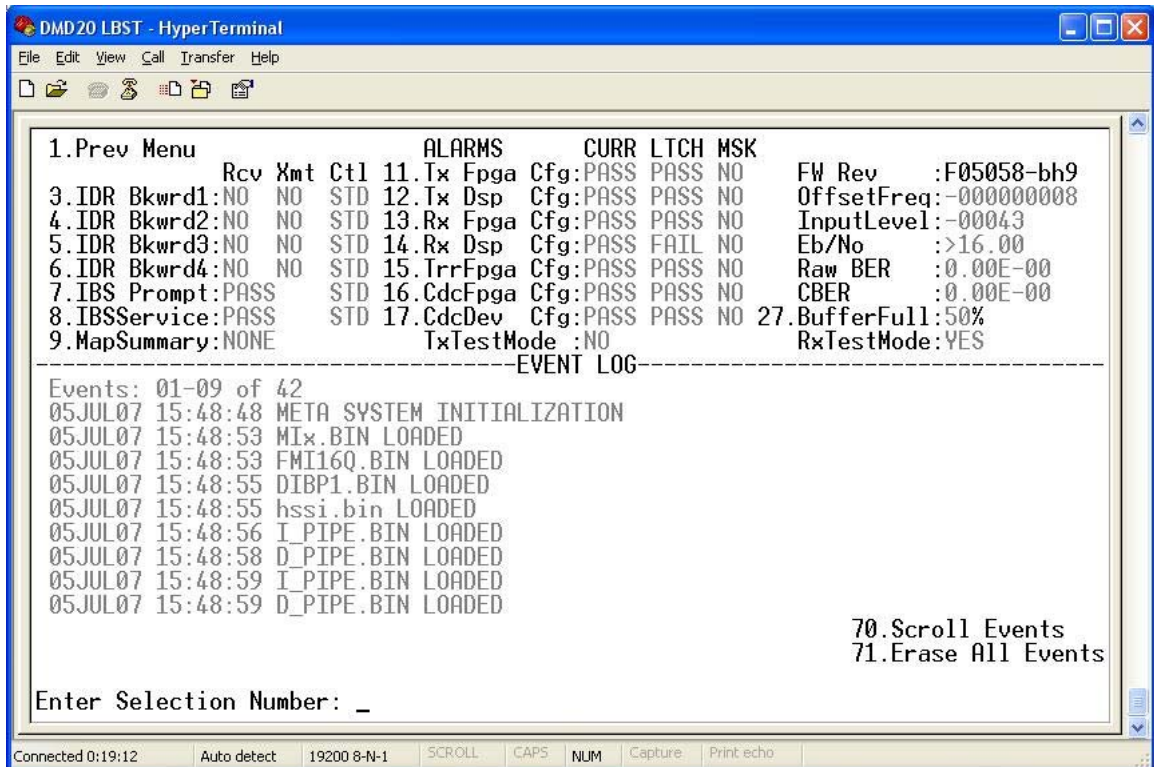 DMD20 LBST - HyperTerminal
File Edit View Call Transfer Help
1.Prev Menu ALARMS CURR LTCH MSK
Rcv Xmt Ctl 11.Tx Fpga Cfg:PASS PASS NO FW Rev :F05058-bh9
3.IDR Bkwrd1:NO NO STD 12.Tx Dsp Cfg:PASS PASS NO OffsetFreq:-000000008
4.IDR Bkwrd2:NO NO STD 13.Rx Fpga Cfg:PASS PASS NO InputLevel:-00043
5.IDR Bkwrd3:NO NO STD 14.Rx Dsp Cfg:PASS FAIL NO Eb/No :>16.00
6.IDR Bkwrd4:NO NO STD 15.TrrFpga Cfg:PASS PASS NO Raw BER :0.00E-00
7.IBS Prompt:PASS STD 16.CdcFpga Cfg:PASS PASS NO CBER :0.00E-00
8.IBSService:PASS STD 17.CdcDev Cfg:PASS PASS NO 27.BufferFull:50%
9.MapSummary:NONE TxTestMode :NO RxTestMode:YES
EVENT LOG
Events: 01-09 of 42
05JUL07 15:48:48 META SYSTEM INITIALIZATION
05JUL07 15:48:53 MIx.BIN LOADED
05JUL07 15:48:53 FMI16Q.BIN LOADED
05JUL07 15:48:55 DIBP1.BIN LOADED
05JUL07 15:48:55 hssi.bin LOADED
05JUL07 15:48:56 I_PIPE.BIN LOADED
05JUL07 15:48:58 D_PIPE.BIN LOADED
05JUL07 15:48:59 I_PIPE.BIN LOADED
05JUL07 15:48:59 D_PIPE.BIN LOADED
70.Scroll Events
71.Erase All Events
Enter Selection Number: _
Connected 0:19:12 Auto detect 19200 8-N-1 SCROLL CAPS NUM Capture Print echo